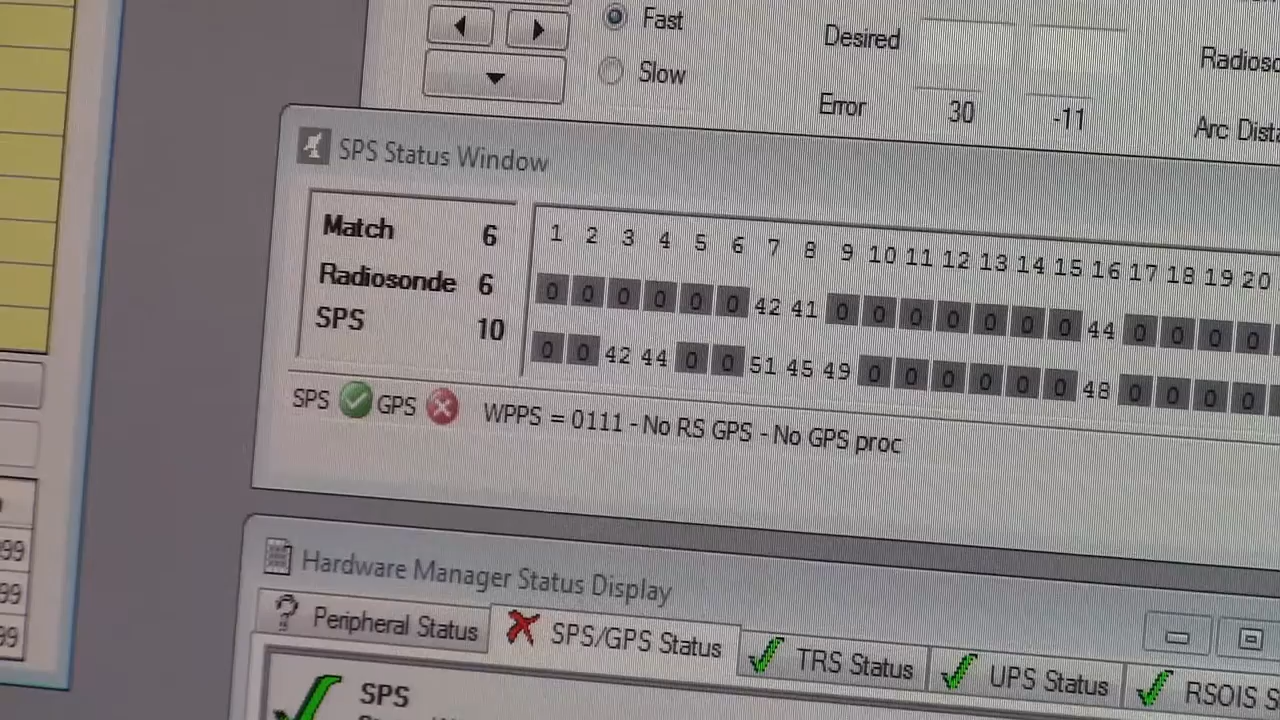 Fast
Desired
Slow
Error 30 -11
Arc
SPS Status Window
Match 6
Radiosonde 6
SPS 10
1 2 3 4 5 6 7 8 9 10 11 12 13 14 15 16 17 18 19 20
0 0 0 0 0 0 42 41 0 0 0 0 0 0 0 44 0 0 0 0
0 0 42 44 0 0 51 45 49 0 0 0 0 0 0 48 0 0 0 0
SPS GPS WPPS = 0111 - No RS GPS - No GPS proc
99
99
99
Hardware Manager Status Display
Peripheral Status SPS/GPS Status TRS Status UPS Status RSOIS
SPS